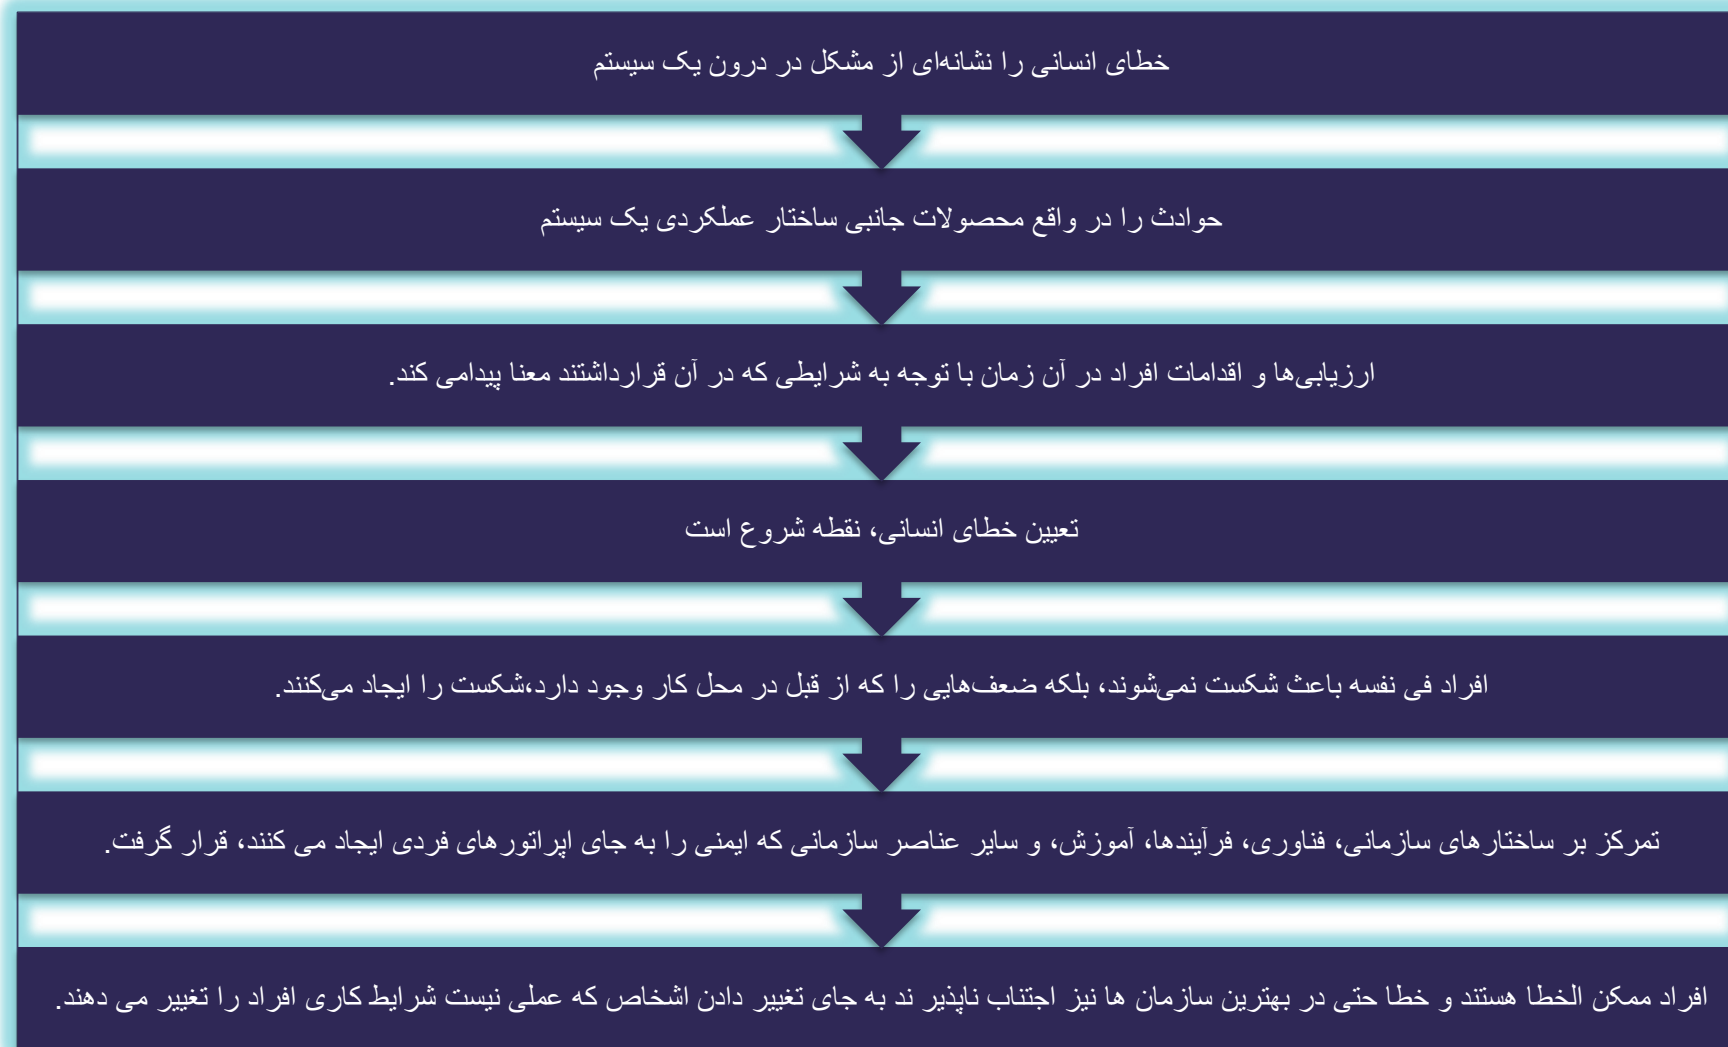 خطای انسانی را نشانه‌ای از مشکل در درون یک سیستم
حوادث را در واقع محصولات جانبی ساختار عملکردی یک سیستم
ارزیابی‌ها و اقدامات افراد در آن زمان با توجه به شرایطی که در آن قرارداشتند معنا پیدامی کند.
تعیین خطای انسانی، نقطه شروع است
افراد فی نفسه باعث شکست نمی‌شوند، بلکه ضعف‌هایی را که از قبل در محل کار وجود دارد،شکست را ایجاد می‌کنند.
تمرکز بر ساختارهای سازمانی، فناوری، فرآیندها، آموزش، و سایر عناصر سازمانی که ایمنی را به جای اپراتورهای فردی ایجاد می کنند، قرار گرفت.
افراد ممکن الخطا هستند و خطا حتی در بهترین سازمان ها نیز اجتناب ناپذیر ند به جای تغییر دادن اشخاص که عملی نیست شرایط کاری افراد را تغییر می دهند.